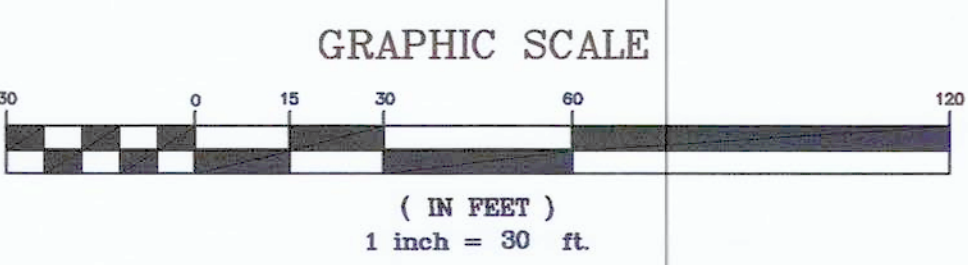 GRAPHIC SCALE
30 0 15 30 60 120
( IN FEET )
1 inch = 30 ft.